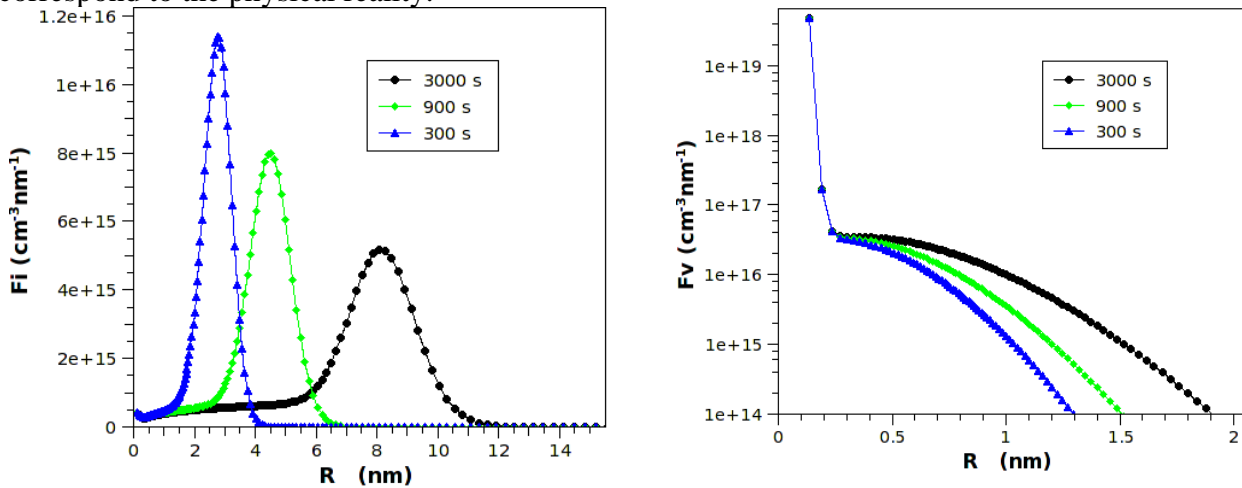 correspond to the physical reality.
1.2e+16
1e+16
8e+15
6e+15
4e+15
2e+15
0
Fi (cm-3nm-1)
3000 s
900 s
300 s
0 2 4 6 8 10 12 14
R (nm)
1e+19
1e+18
1e+17
1e+16
1e+15
1e+14
Fv (cm-3nm-1)
3000 s
900 s
300 s
0 0.5 1 1.5 2
R (nm)